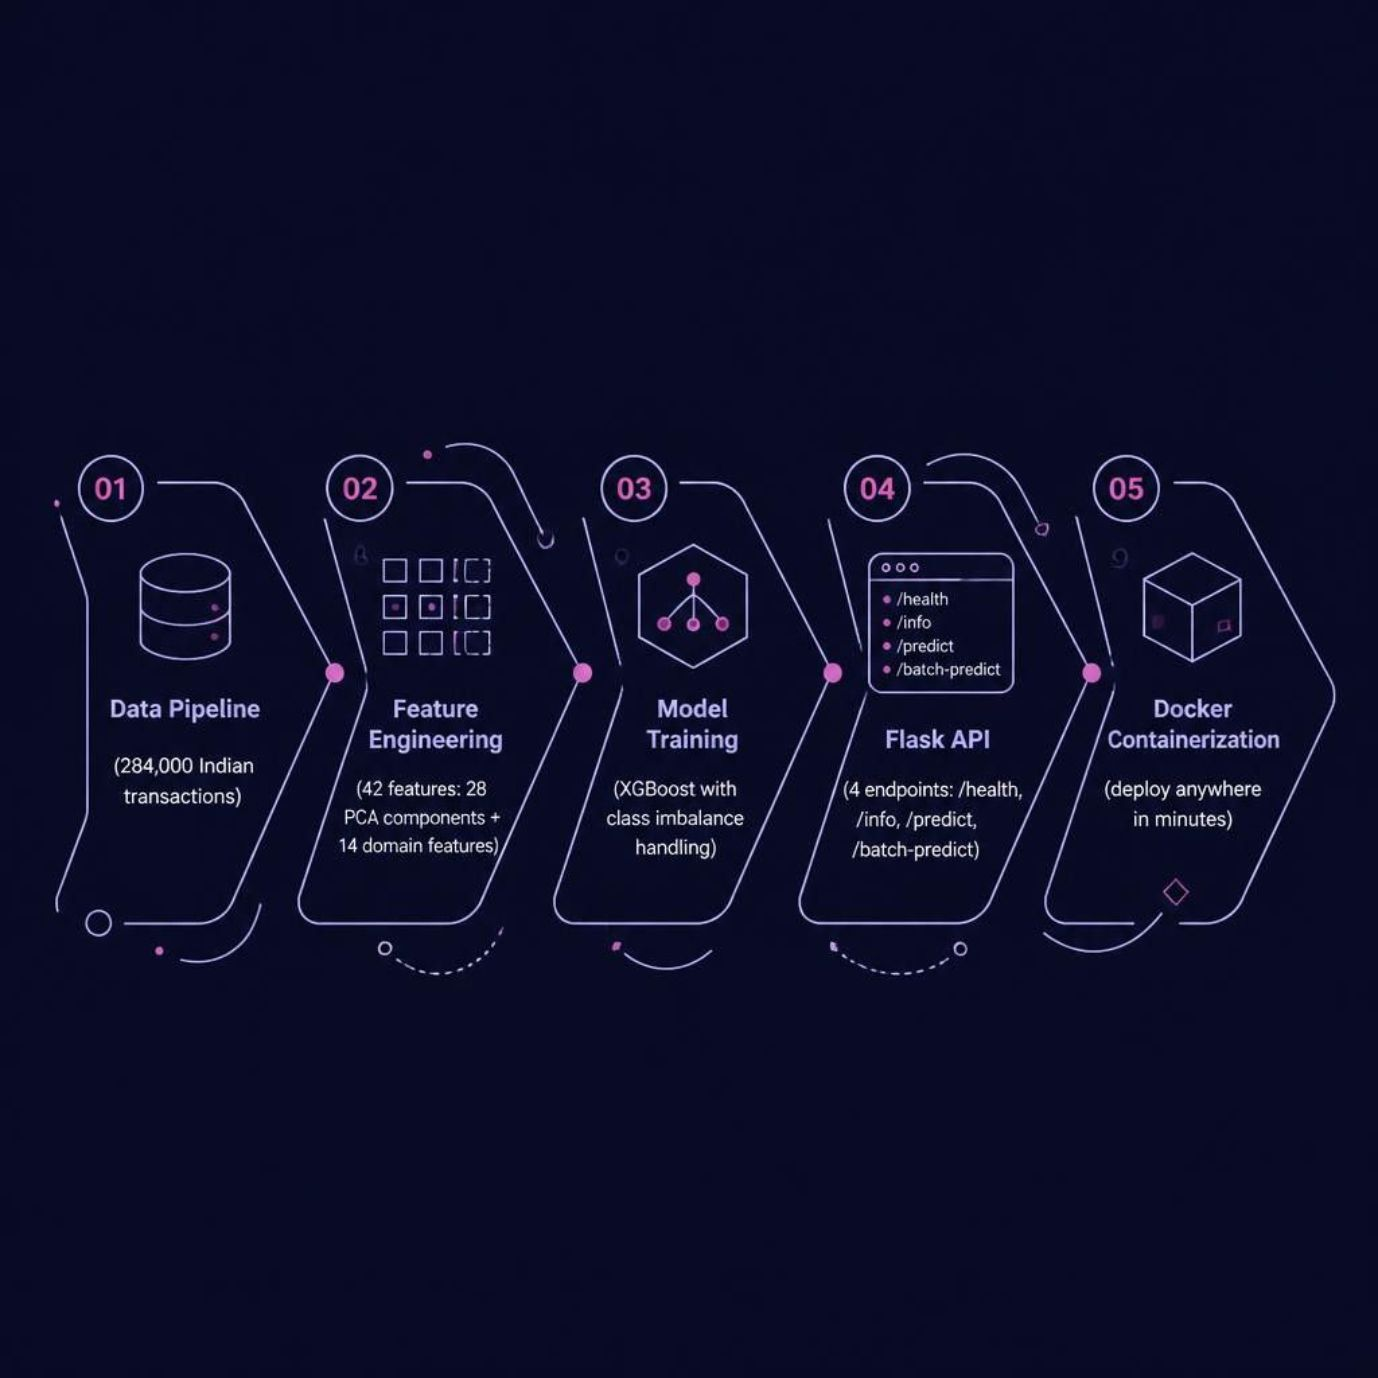 01
Data Pipeline
(284,000 Indian
transactions)
02
Feature
Engineering
(42 features: 28
PCA components +
14 domain features)
03
Model
Training
(XGBoost with
class imbalance
handling)
04
/health
/info
/predict
/batch-predict
Flask API
(4 endpoints: /health,
/info, /predict,
/batch-predict)
05
Docker
Containerization
(deploy anywhere
in minutes)